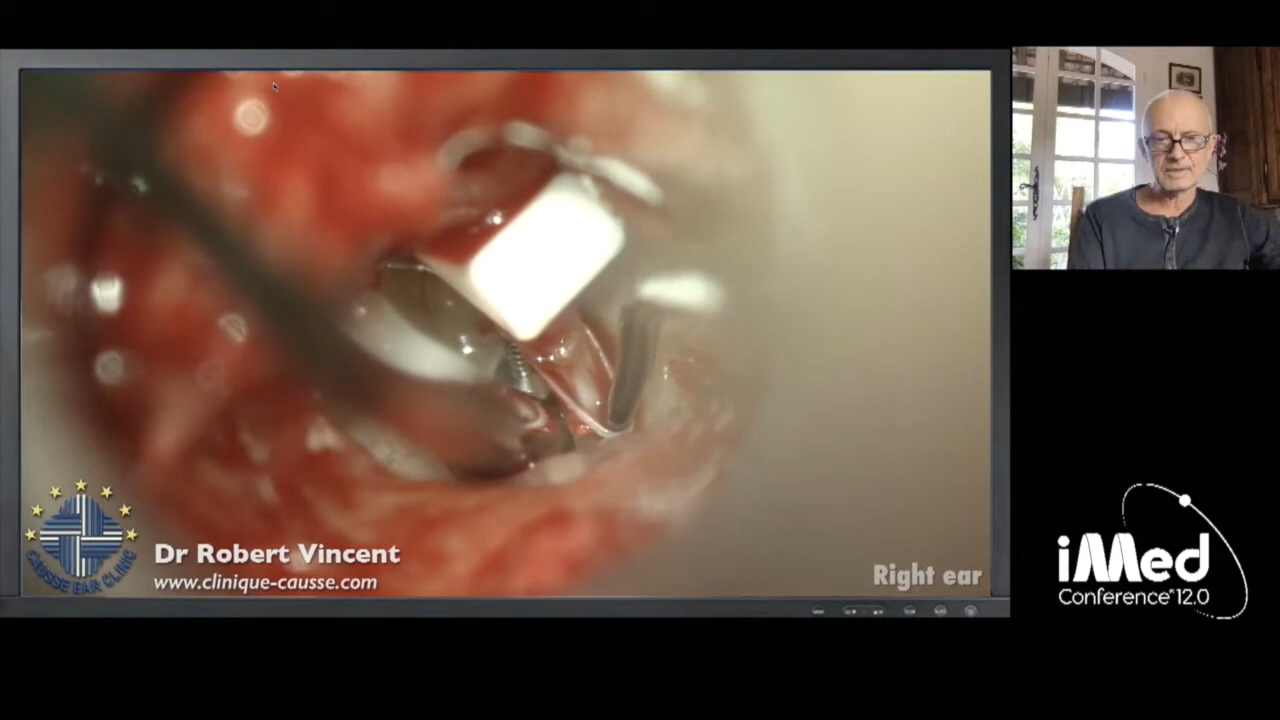 CAUSSE EAR CLINIC
Dr Robert Vincent
www.clinique-causse.com
Right ear
iMed
Conference® 12.0